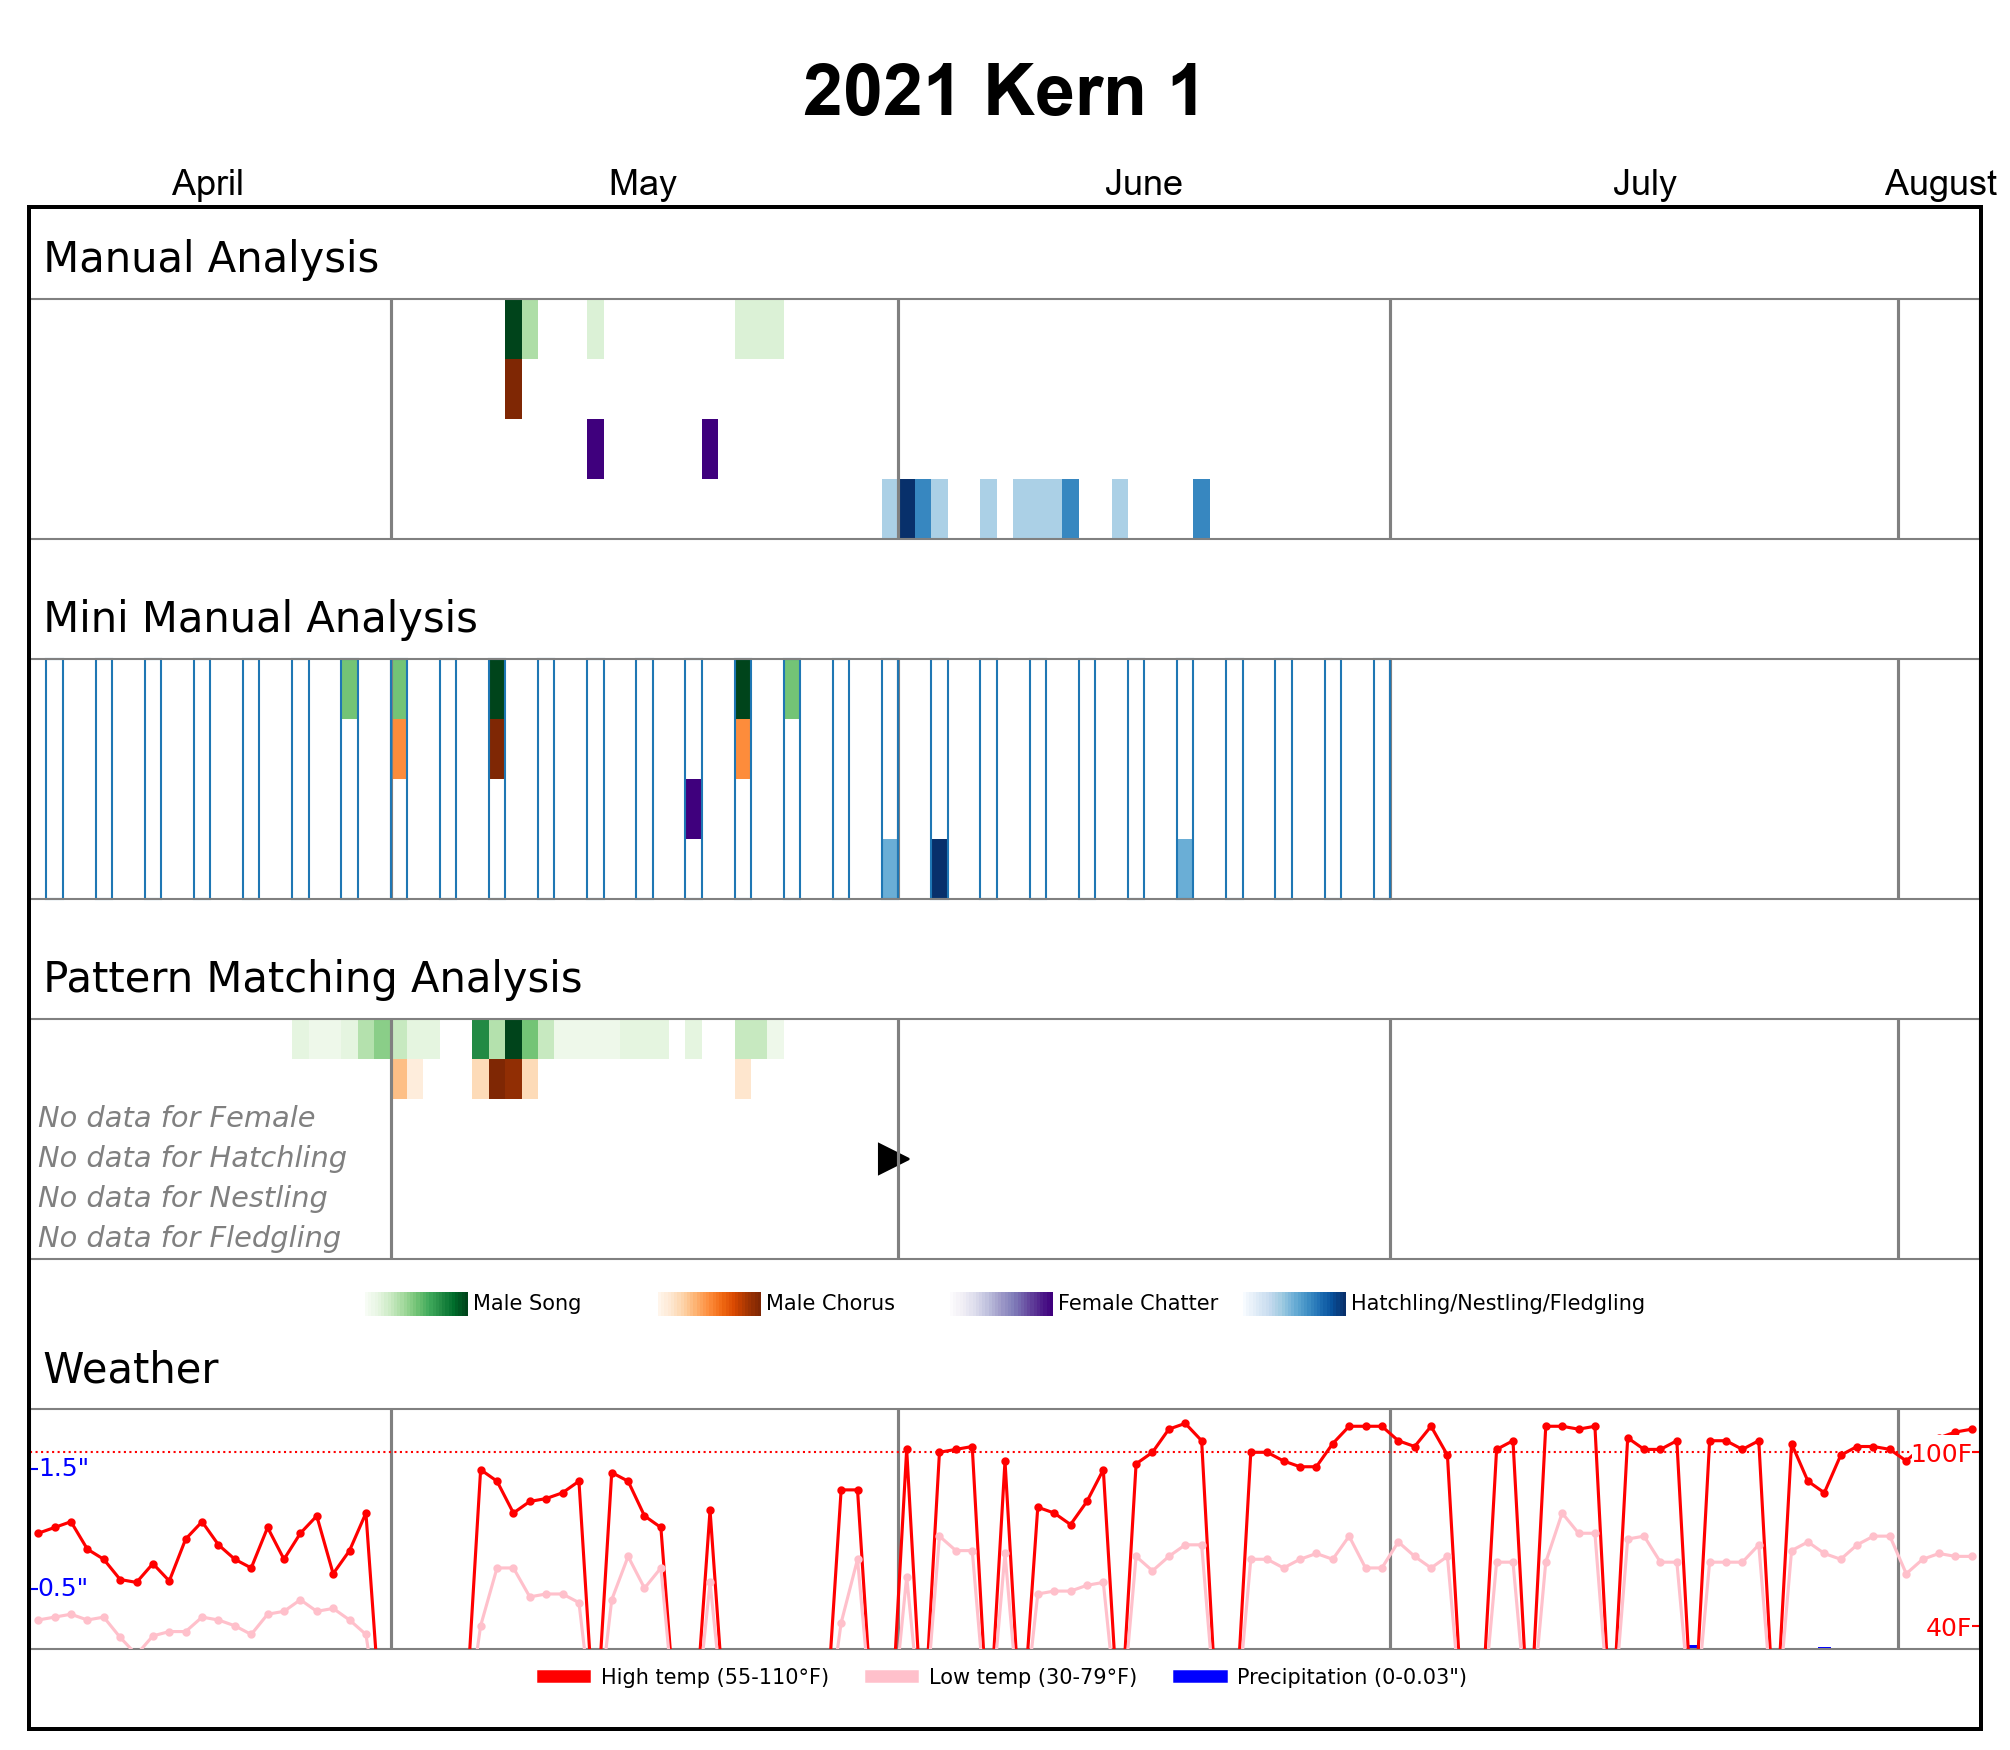 2021 Kern 1
April May June July August
Manual Analysis
Mini Manual Analysis
Pattern Matching Analysis
No data for Female
No data for Hatchling
No data for Nestling
No data for Fledgling
Male Song Male Chorus Female Chatter Hatchling/Nestling/Fledgling
Weather
1.5" 100F
0.5"
40F
High temp (55-110°F) Low temp (30-79°F) Precipitation (0-0.03")